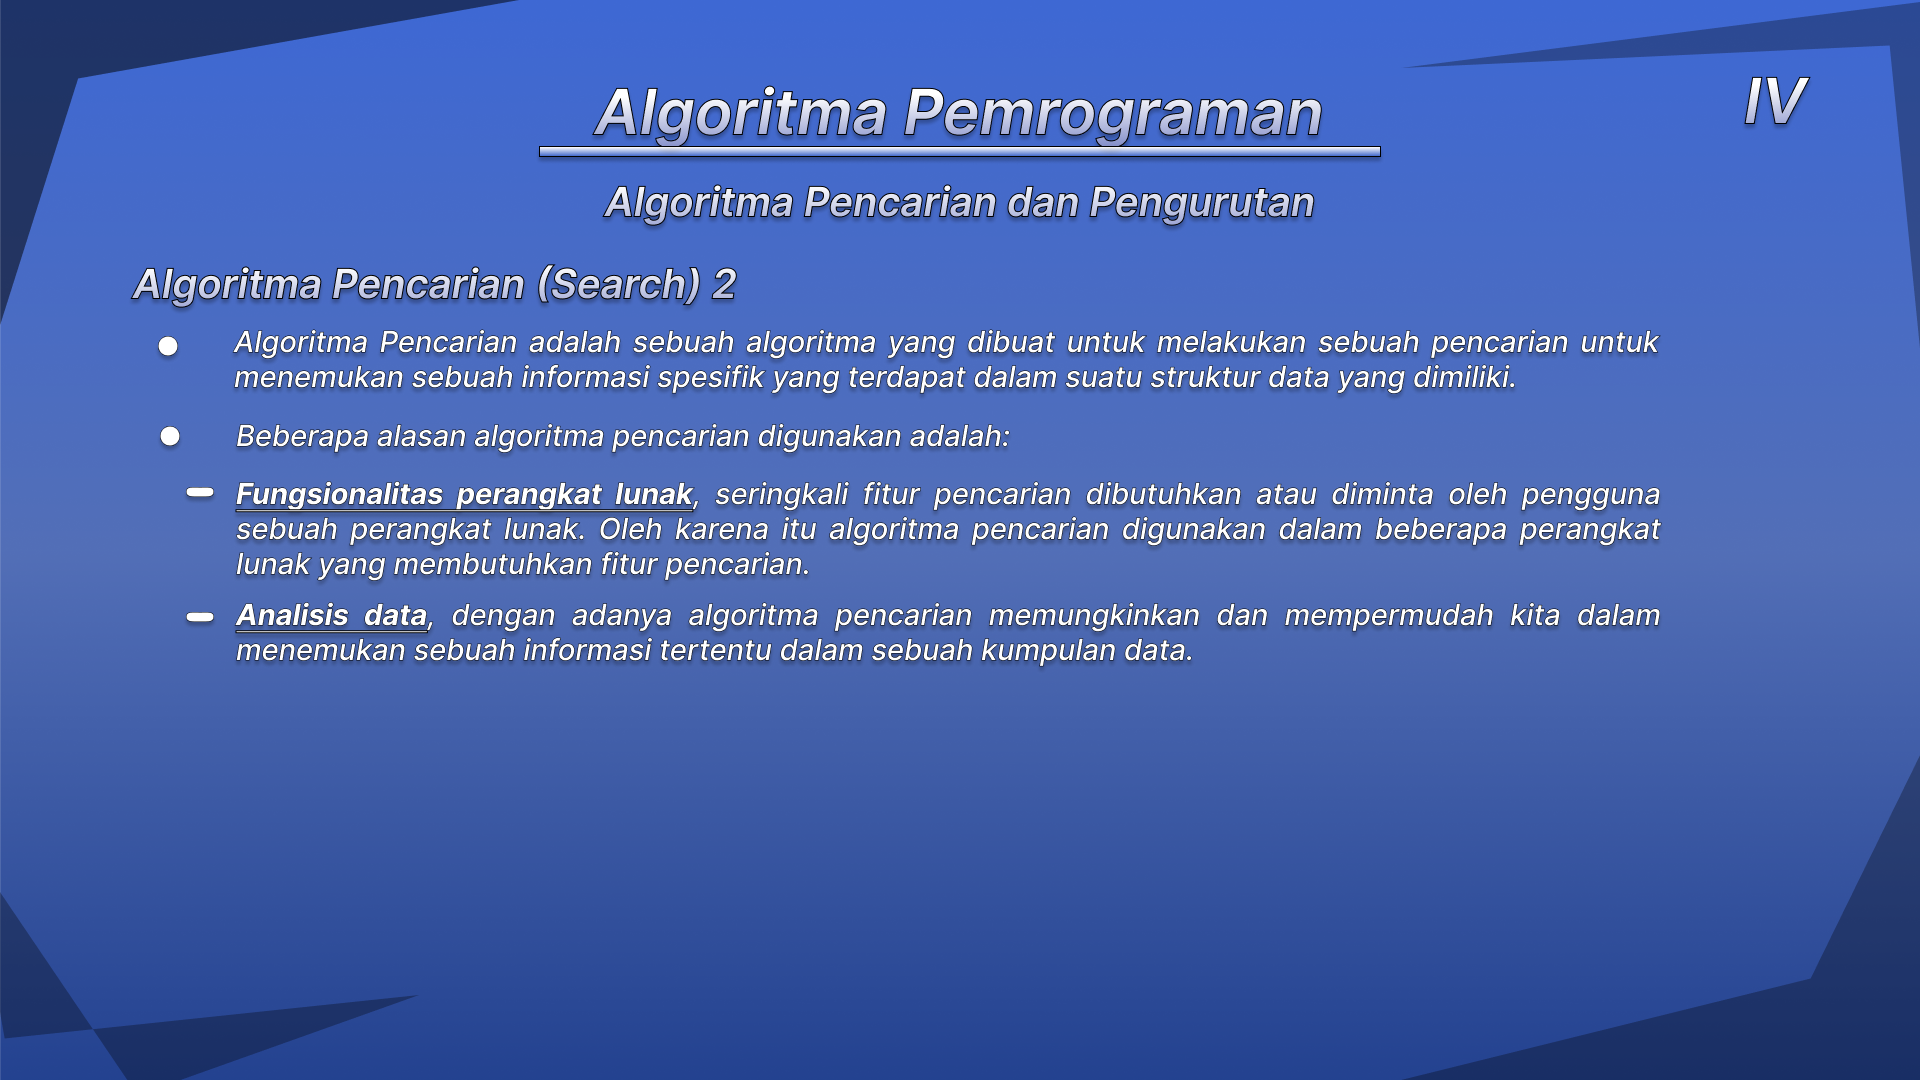 Algoritma Pemrograman
IV
Algoritma Pencarian dan Pengurutan
Algoritma Pencarian (Search) 2
Algoritma Pencarian adalah sebuah algoritma yang dibuat untuk melakukan sebuah pencarian untuk
menemukan sebuah informasi spesifik yang terdapat dalam suatu struktur data yang dimiliki.
Beberapa alasan algoritma pencarian digunakan adalah:
Fungsionalitas perangkat lunak, seringkali fitur pencarian dibutuhkan atau diminta oleh pengguna
sebuah perangkat lunak. Oleh karena itu algoritma pencarian digunakan dalam beberapa perangkat
lunak yang membutuhkan fitur pencarian.
Analisis data, dengan adanya algoritma pencarian memungkinkan dan mempermudah kita dalam
menemukan sebuah informasi tertentu dalam sebuah kumpulan data.